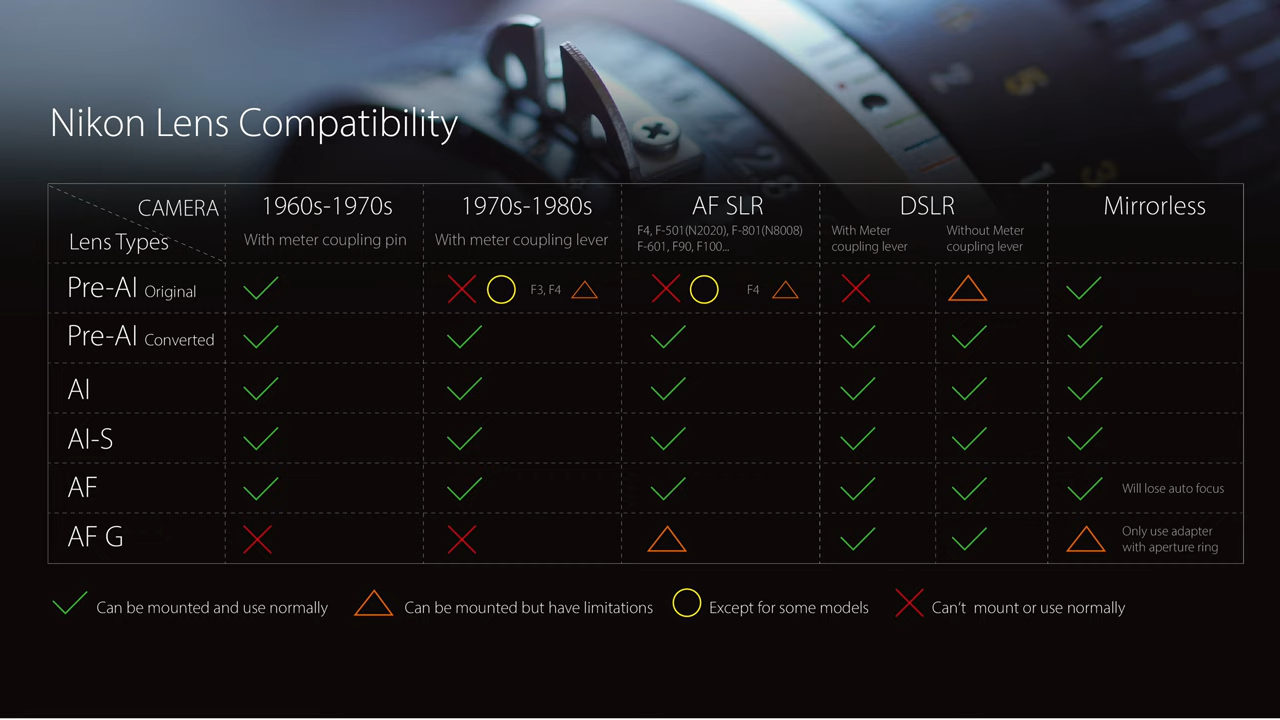 Nikon Lens Compatibility
CAMERA
Lens Types
1960s-1970s
With meter coupling pin
1970s-1980s
With meter coupling lever
AF SLR
F4, F-501(N2020), F-801(N8008)
F-601, F90, F100...
DSLR
With Meter
coupling lever
Without Meter
coupling lever
Mirrorless
Pre-AI Original
F3, F4
F4
Pre-AI Converted
AI
AI-S
AF
Will lose auto focus
AF G
Only use adapter
with aperture ring
Can be mounted and use normally
Can be mounted but have limitations
Except for some models
Can't mount or use normally